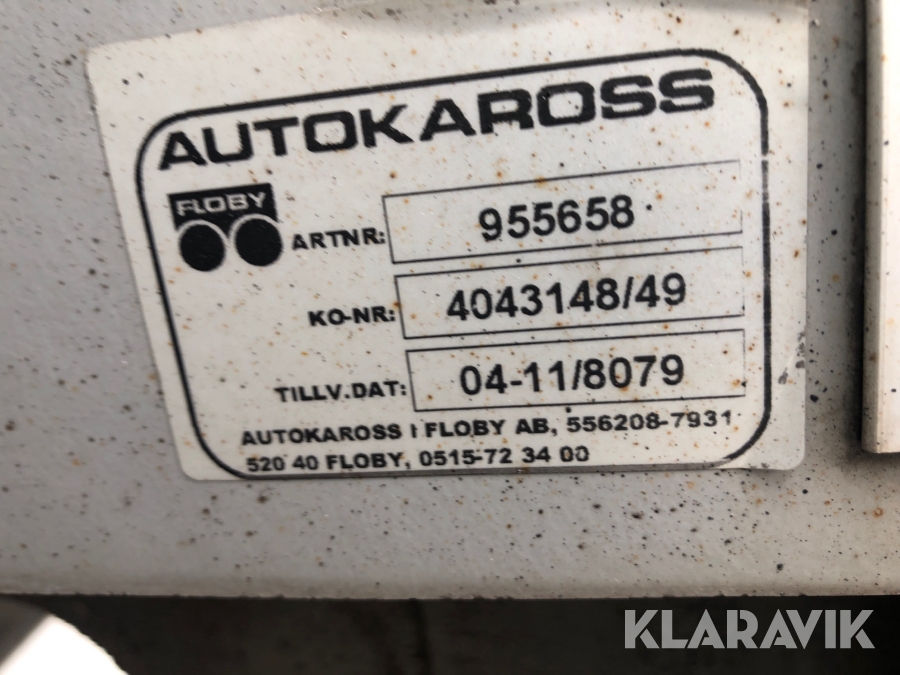 AUTOKAROSS
FLOBY
ARTNR: 955658
KO-NR: 4043148/49
TILLV.DAT: 04-11/8079
AUTOKAROSS I FLOBY AB, 556208-7931
520 40 FLOBY, 0515-72 34 00
KLARAVIK